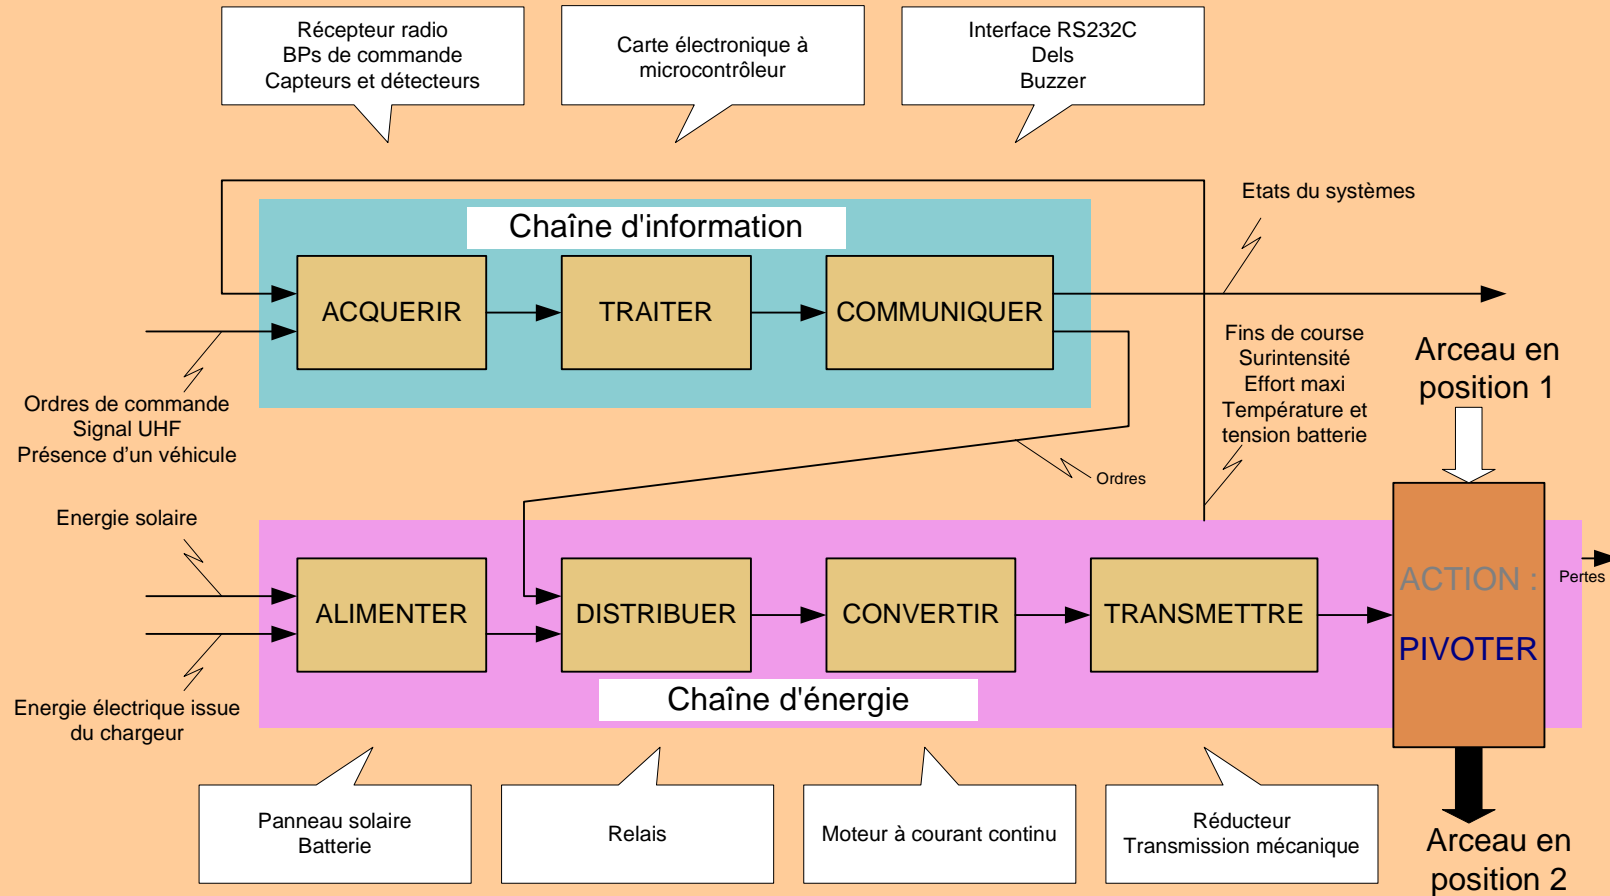 Récepteur radio
BPs de commande
Capteurs et détecteurs
Carte électronique à
microcontrôleur
Interface RS232C
Dels
Buzzer
Etats du systèmes
Chaîne d'information
ACQUERIR
TRAITER
COMMUNIQUER
Ordres de commande
Signal UHF
Présence d'un véhicule
Fins de course
Surintensité
Effort maxi
Température et
tension batterie
Arceau en
position 1
Ordres
Energie solaire
Energie électrique issue
du chargeur
ALIMENTER
DISTRIBUER
CONVERTIR
TRANSMETTRE
ACTION :
PIVOTER
Pertes
Chaîne d'énergie
Panneau solaire
Batterie
Relais
Moteur à courant continu
Réducteur
Transmission mécanique
Arceau en
position 2